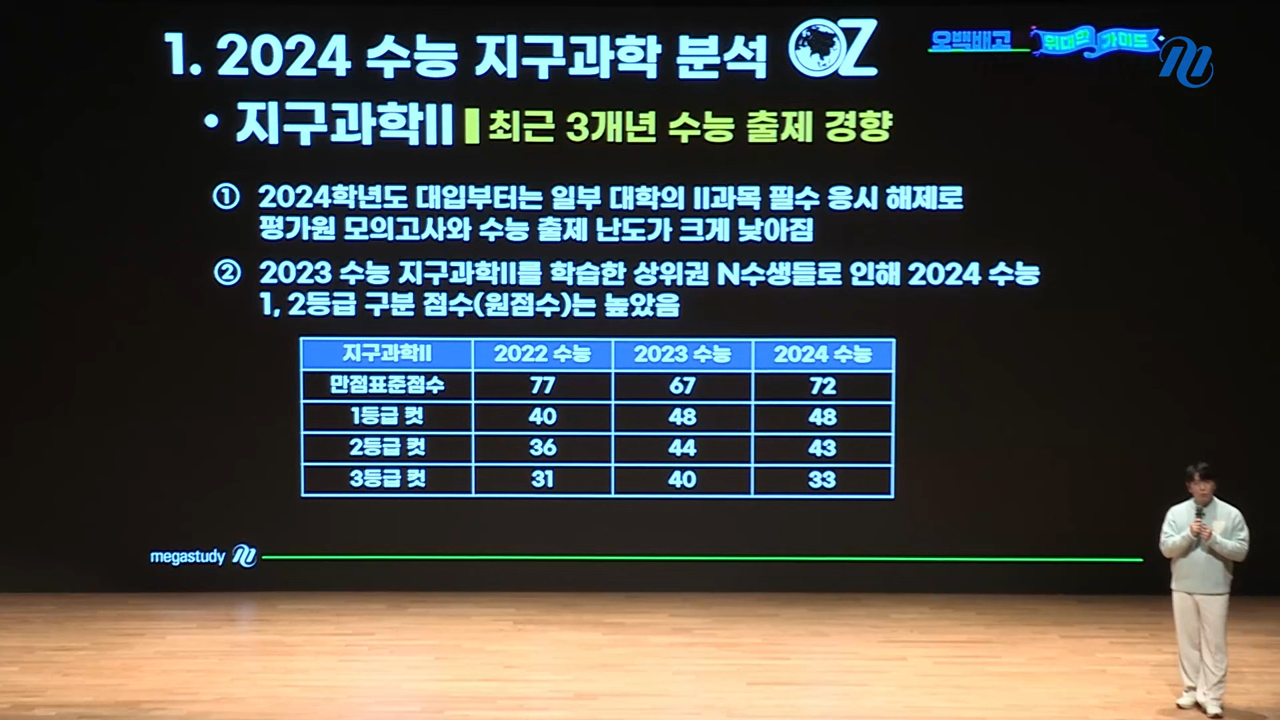 1. 2024 수능 지구과학 분석 OZ
오백배고 위대한 가이드
• 지구과학II 최근 3개년 수능 출제 경향
① 2024학년도 대입부터는 일부 대학의 II과목 필수 응시 해제로
평가원 모의고사와 수능 출제 난도가 크게 낮아짐
② 2023 수능 지구과학II를 학습한 상위권 N수생들로 인해 2024 수능
1, 2등급 구분 점수(원점수)는 높았음
지구과학II 2022 수능 2023 수능 2024 수능
만점표준점수 77 67 72
1등급 컷 40 48 48
2등급 컷 36 44 43
3등급 컷 31 40 33
megastudy